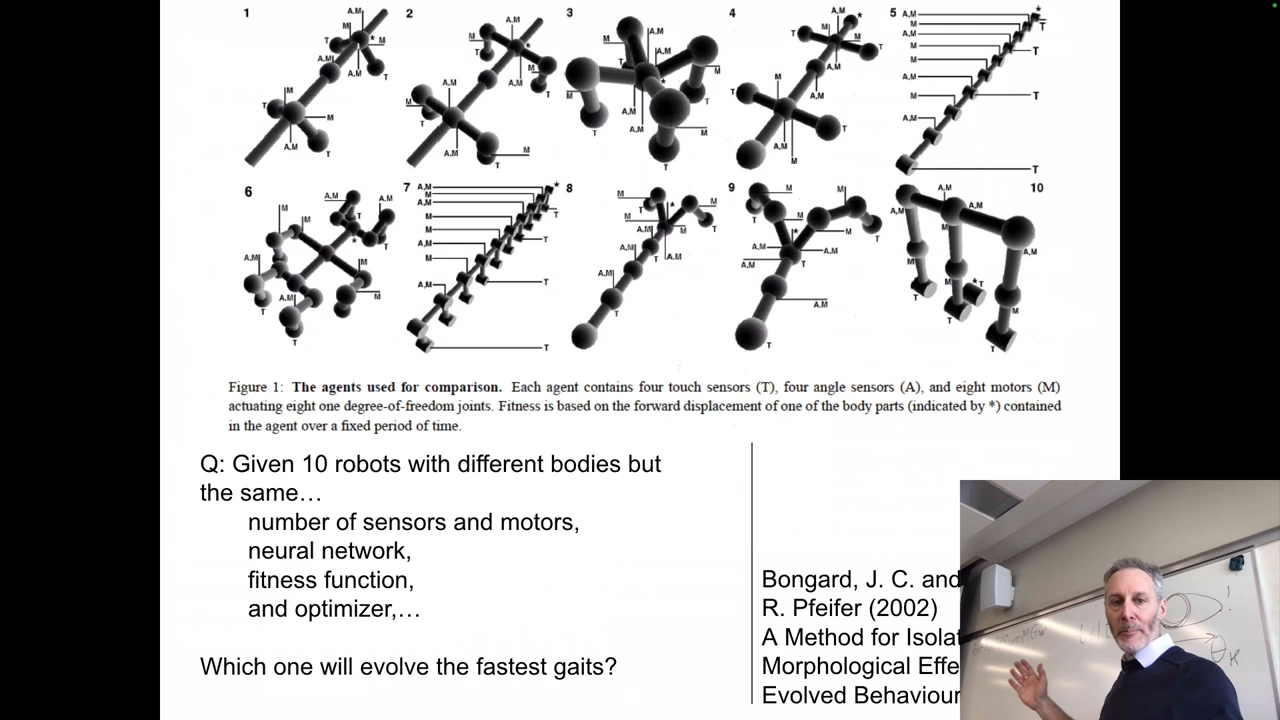 1
2
3
4
5
6
7
8
9
10
A,M
M
T
*
Figure 1: The agents used for comparison. Each agent contains four touch sensors (T), four angle sensors (A), and eight motors (M)
actuating eight one degree-of-freedom joints. Fitness is based on the forward displacement of one of the body parts (indicated by *) contained
in the agent over a fixed period of time.
Q: Given 10 robots with different bodies but
the same…
number of sensors and motors,
neural network,
fitness function,
and optimizer,…
Which one will evolve the fastest gaits?
Bongard, J. C. and
R. Pfeifer (2002)
A Method for Isolat
Morphological Effe
Evolved Behaviour